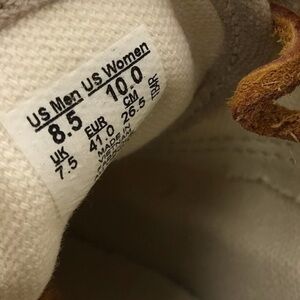 US Men US Women
8.5 10.0
UK EUR CM
7.5 41.0 26.5
MADE IN